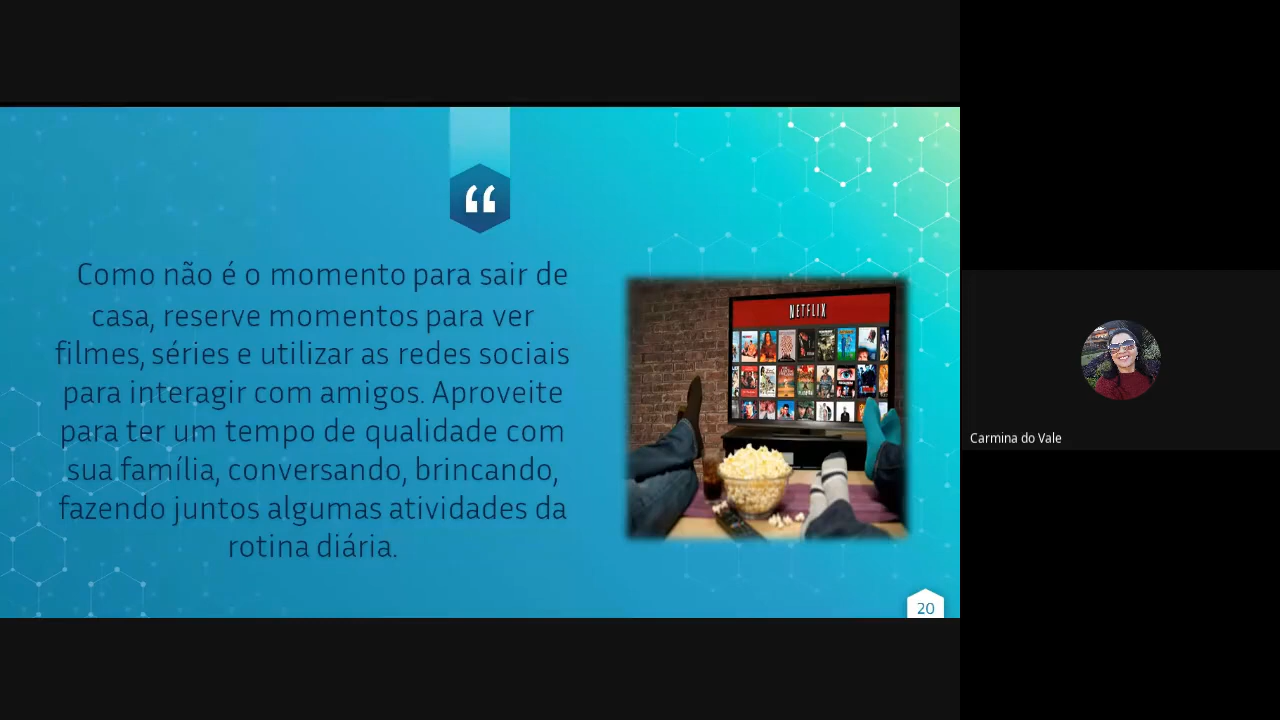 “
Como não é o momento para sair de
casa, reserve momentos para ver
filmes, séries e utilizar as redes sociais
para interagir com amigos. Aproveite
para ter um tempo de qualidade com
sua família, conversando, brincando,
fazendo juntos algumas atividades da
rotina diária.
NETFLIX
20
Carmina do Vale